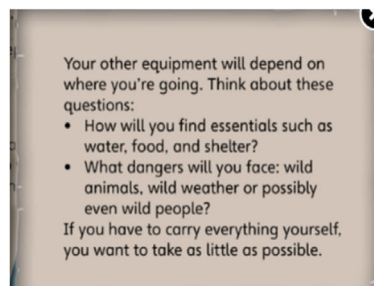 Your other equipment will depend on
where you're going. Think about these
questions:
• How will you find essentials such as
water, food, and shelter?
• What dangers will you face: wild
animals, wild weather or possibly
even wild people?
If you have to carry everything yourself,
you want to take as little as possible.